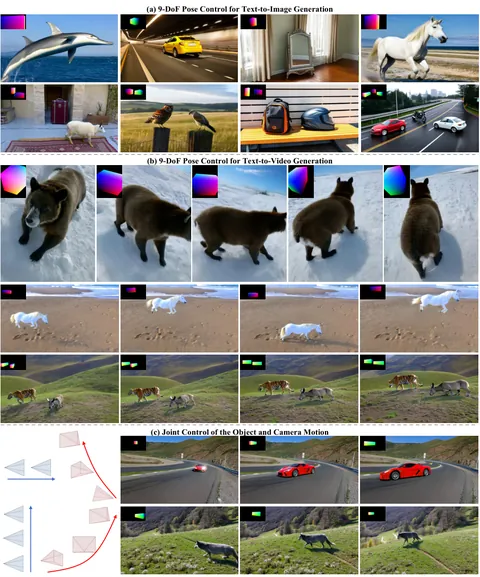 (a) 9-DoF Pose Control for Text-to-Image Generation
(b) 9-DoF Pose Control for Text-to-Video Generation
(c) Joint Control of the Object and Camera Motion